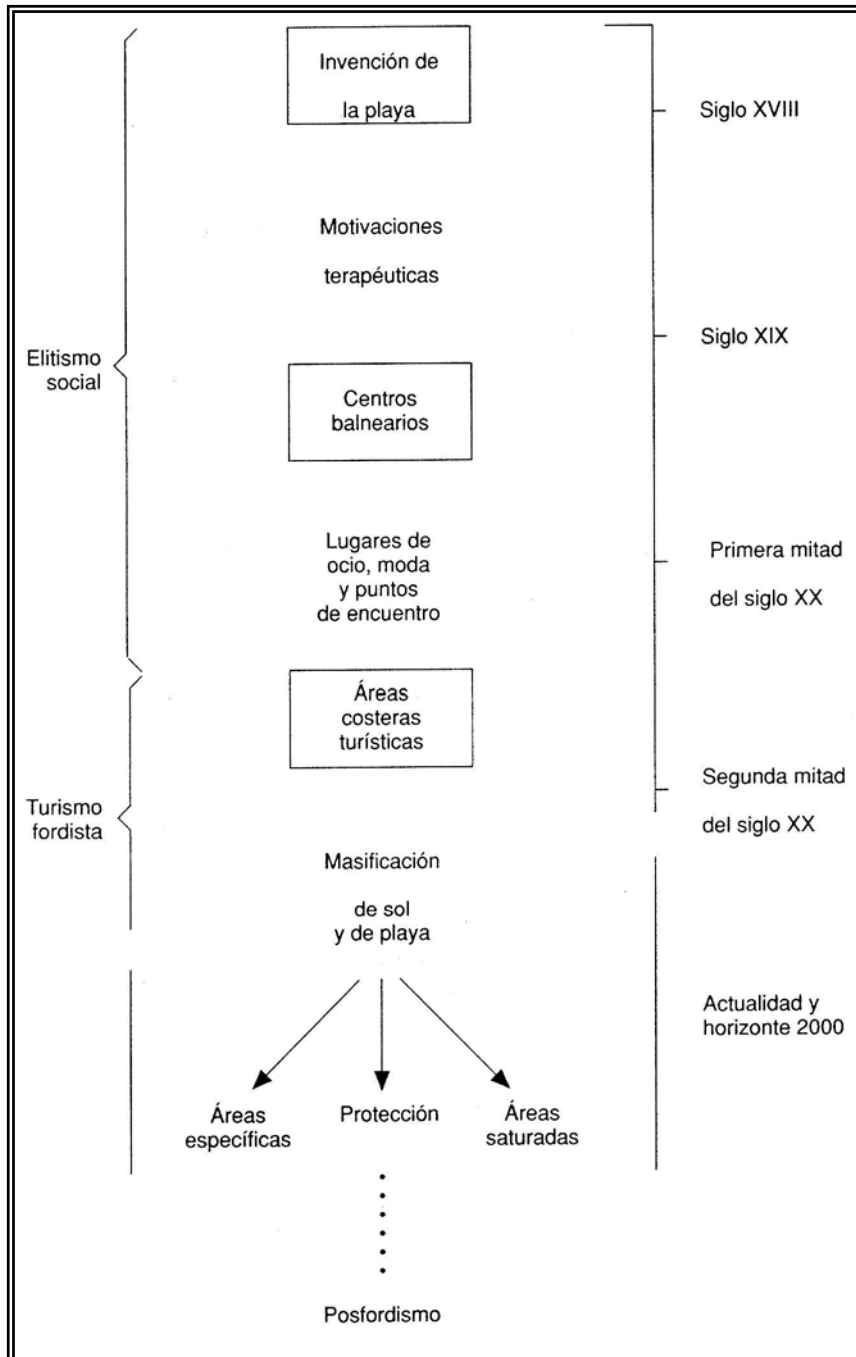 Invención de
la playa
Siglo XVIII
Motivaciones
terapéuticas
Siglo XIX
Elitismo
social
Centros
balnearios
Lugares de
ocio, moda
y puntos
de encuentro
Primera mitad
del siglo XX
Áreas
costeras
turísticas
Segunda mitad
del siglo XX
Turismo
fordista
Masificación
de sol
y de playa
Actualidad y
horizonte 2000
Áreas
específicas
Protección
Áreas
saturadas
Posfordismo